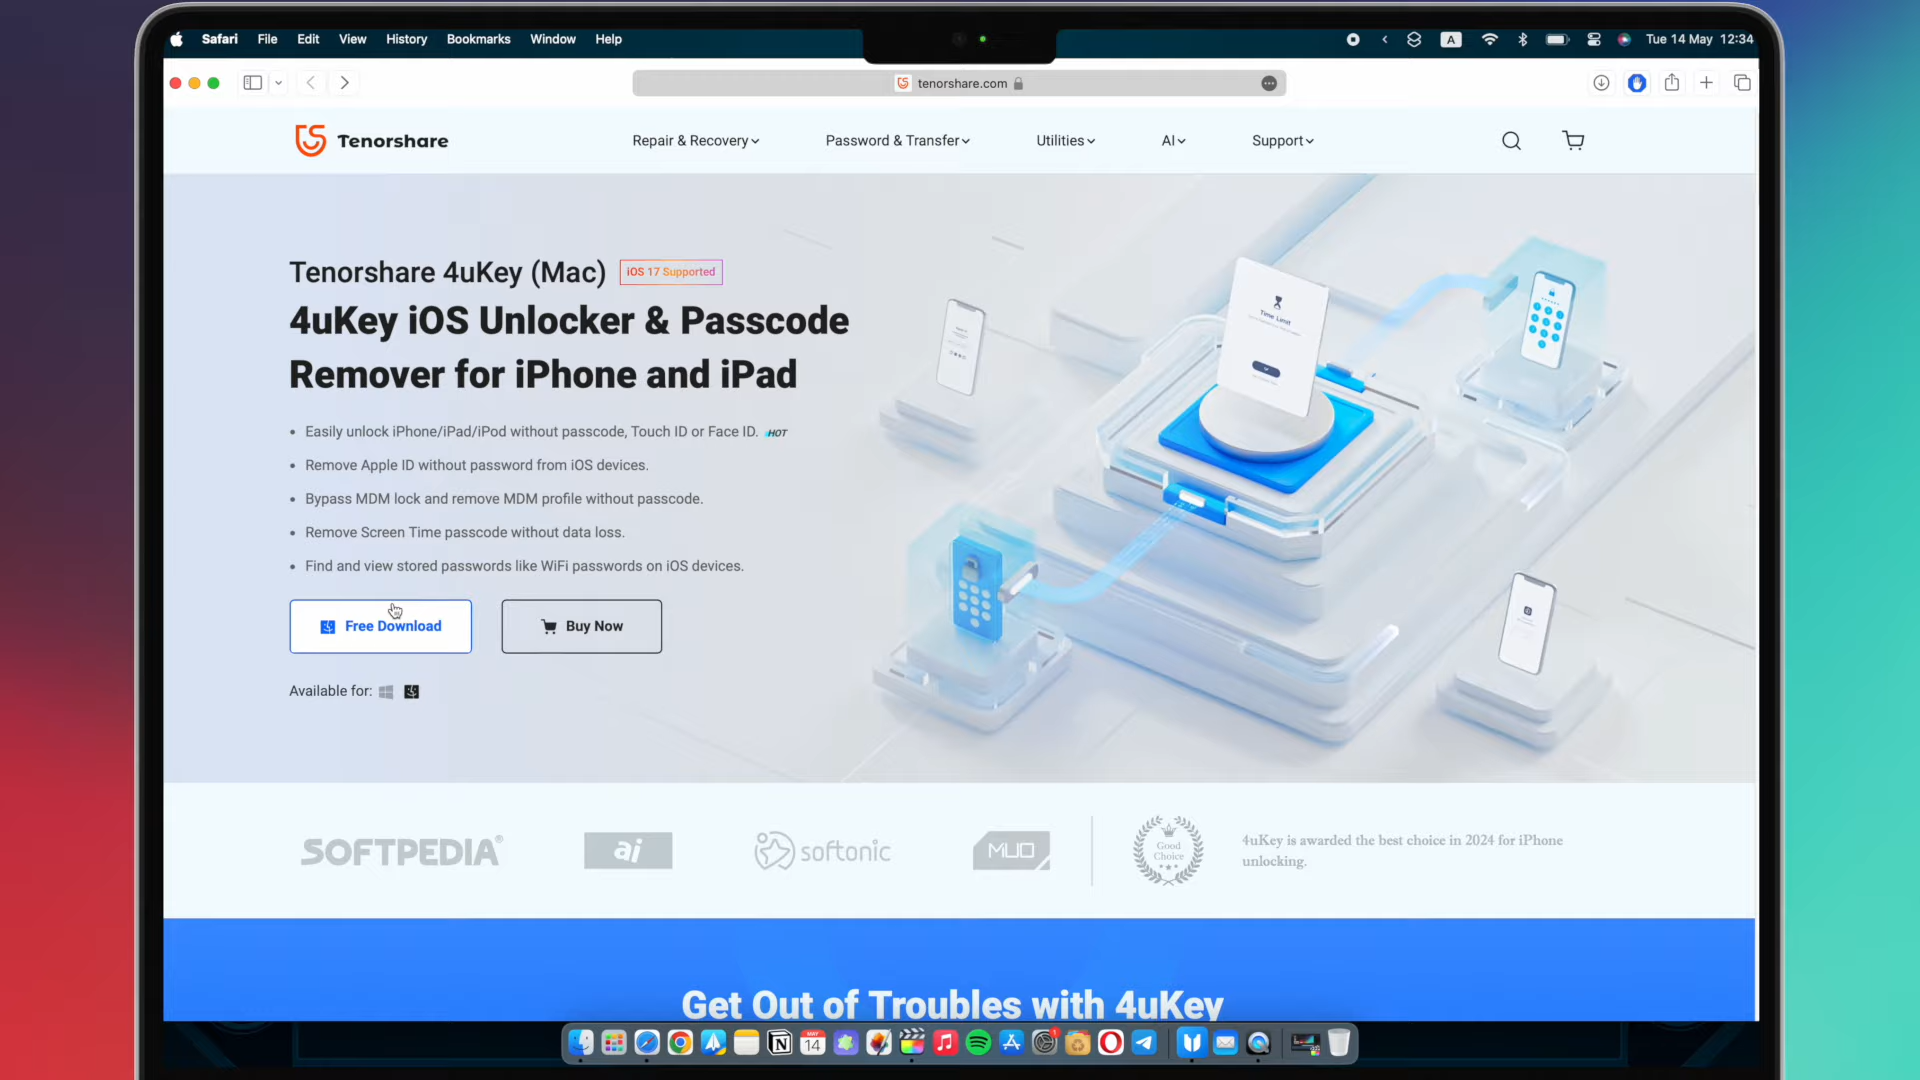 Safari File Edit View History Bookmarks Window Help
A Tue 14 May 12:34
tenorshare.com
Tenorshare
Repair & Recovery Password & Transfer Utilities AI Support
Tenorshare 4uKey (Mac) iOS 17 Supported
4uKey iOS Unlocker & Passcode
Remover for iPhone and iPad
• Easily unlock iPhone/iPad/iPod without passcode, Touch ID or Face ID. HOT
• Remove Apple ID without password from iOS devices.
• Bypass MDM lock and remove MDM profile without passcode.
• Remove Screen Time passcode without data loss.
• Find and view stored passwords like WiFi passwords on iOS devices.
Free Download Buy Now
Available for:
Time Limit
SOFTPEDIA® ai softonic MUO
Good
Choice
4uKey is awarded the best choice in 2024 for iPhone
unlocking.
Get Out of Troubles with 4uKey
MAY
14
1